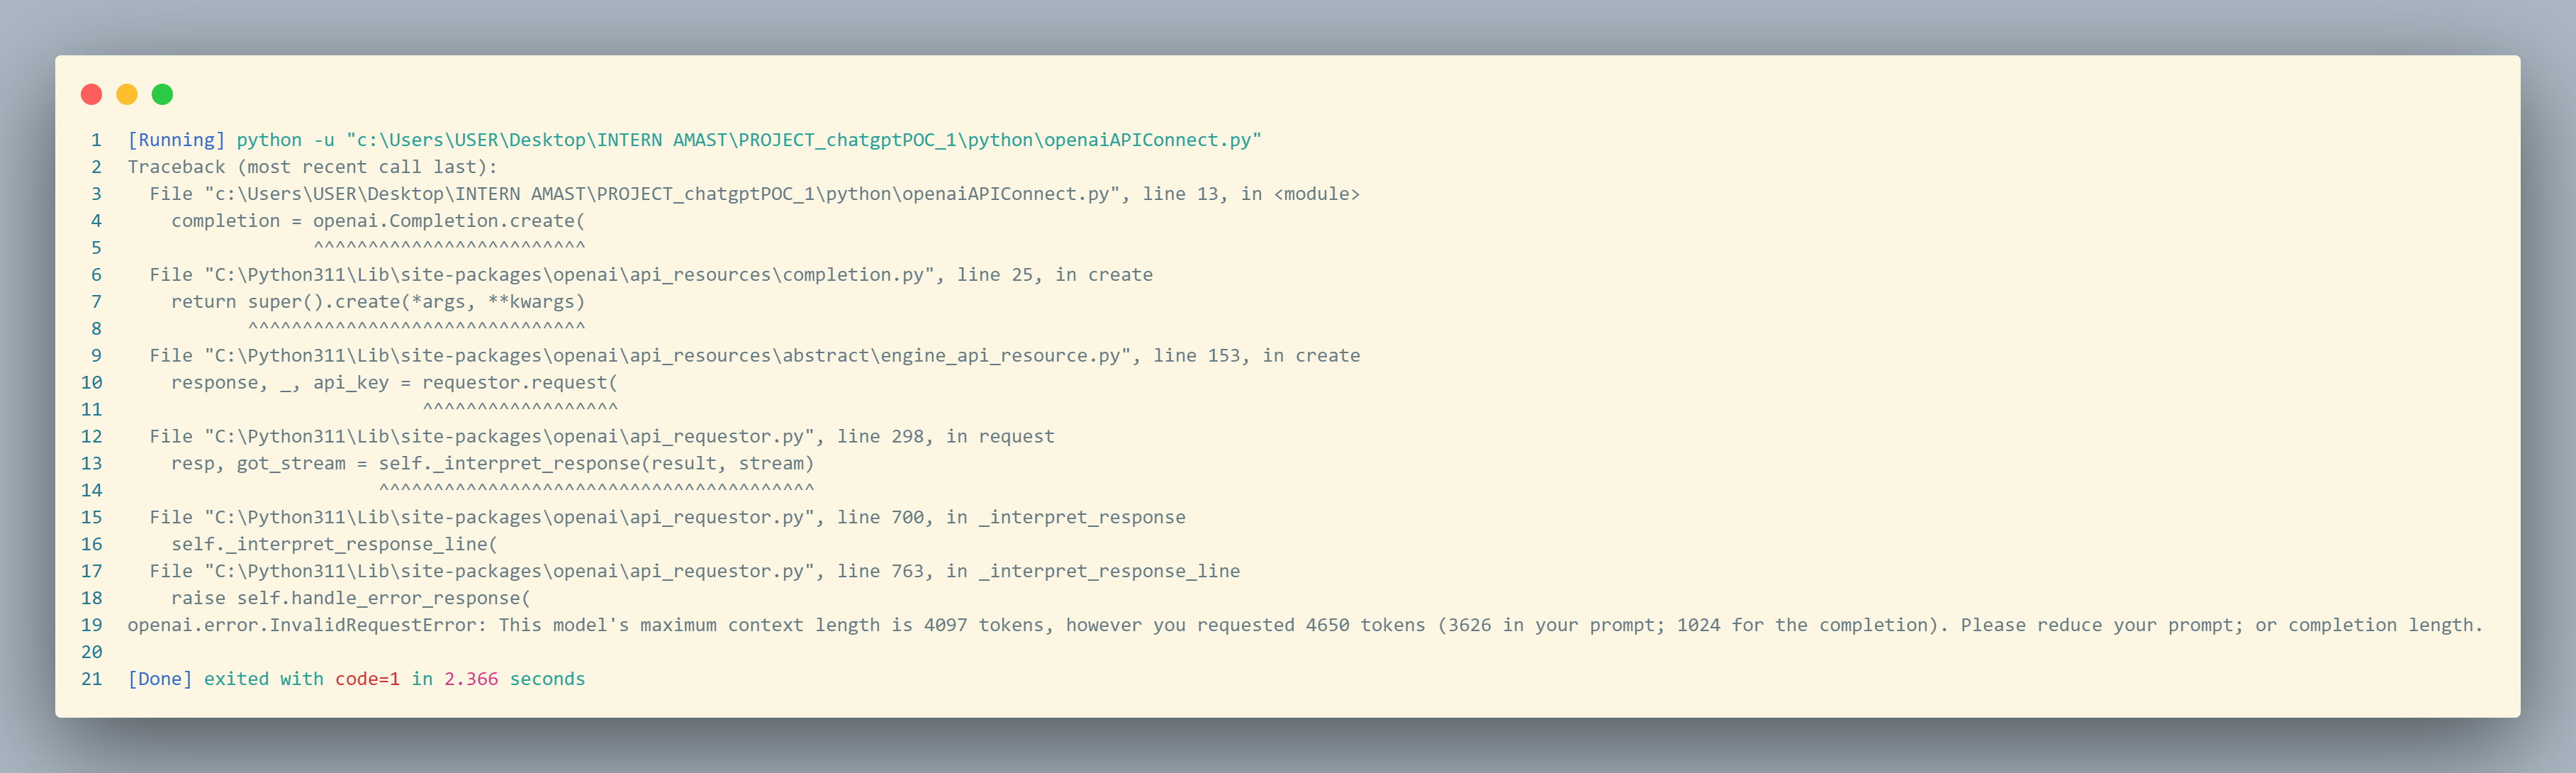 1 [Running] python -u "c:\Users\USER\Desktop\INTERN AMAST\PROJECT_chatgptPOC_1\python\openaiAPIConnect.py"
2 Traceback (most recent call last):
3   File "c:\Users\USER\Desktop\INTERN AMAST\PROJECT_chatgptPOC_1\python\openaiAPIConnect.py", line 13, in <module>
4     completion = openai.Completion.create(
5                  ^^^^^^^^^^^^^^^^^^^^^^^^^
6   File "C:\Python311\Lib\site-packages\openai\api_resources\completion.py", line 25, in create
7     return super().create(*args, **kwargs)
8            ^^^^^^^^^^^^^^^^^^^^^^^^^^^^^^^
9   File "C:\Python311\Lib\site-packages\openai\api_resources\abstract\engine_api_resource.py", line 153, in create
10     response, _, api_key = requestor.request(
11                            ^^^^^^^^^^^^^^^^^^
12   File "C:\Python311\Lib\site-packages\openai\api_requestor.py", line 298, in request
13     resp, got_stream = self._interpret_response(result, stream)
14                        ^^^^^^^^^^^^^^^^^^^^^^^^^^^^^^^^^^^^^^^^
15   File "C:\Python311\Lib\site-packages\openai\api_requestor.py", line 700, in _interpret_response
16     self._interpret_response_line(
17   File "C:\Python311\Lib\site-packages\openai\api_requestor.py", line 763, in _interpret_response_line
18     raise self.handle_error_response(
19 openai.error.InvalidRequestError: This model's maximum context length is 4097 tokens, however you requested 4650 tokens (3626 in your prompt; 1024 for the completion). Please reduce your prompt; or completion length.
20
21 [Done] exited with code=1 in 2.366 seconds